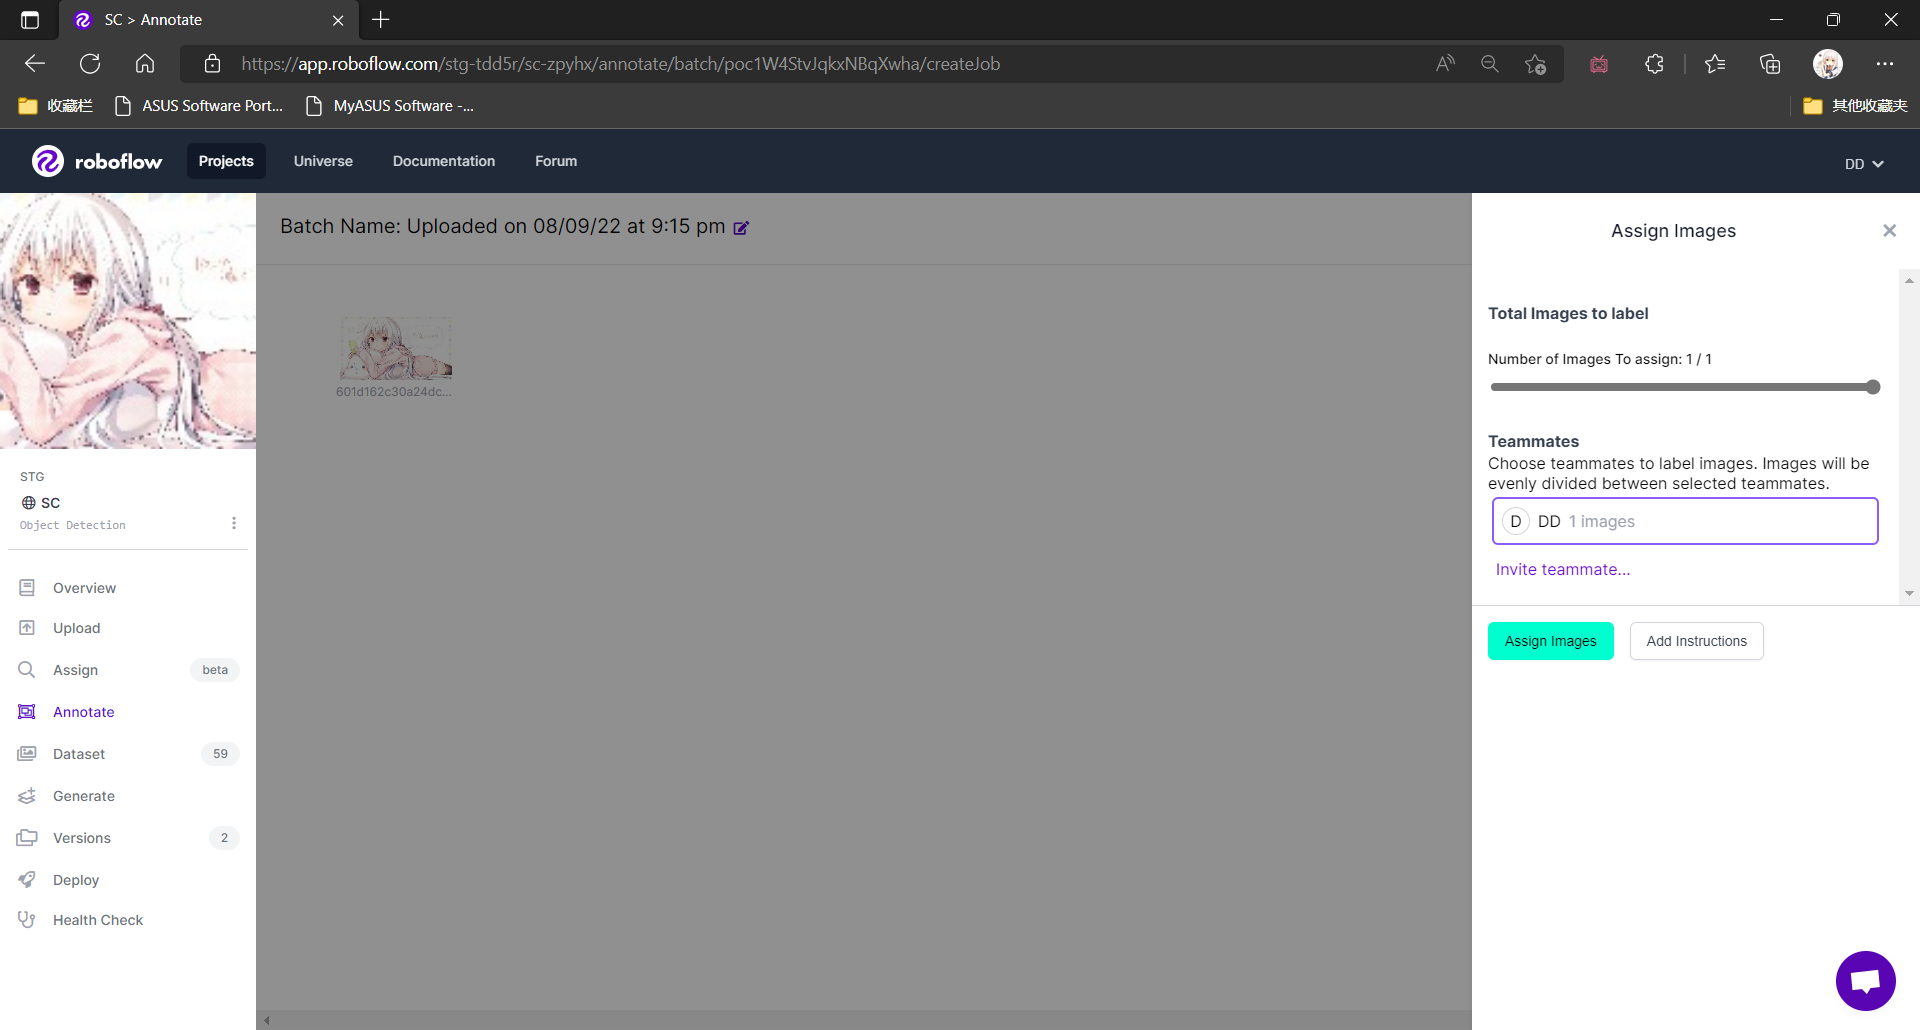 SC > Annotate
https://app.roboflow.com/stg-tdd5r/sc-zpyhx/annotate/batch/poc1W4StvJqkxNBqXwha/createJob
收藏栏
ASUS Software Port...
MyASUS Software -...
其他收藏夹
roboflow
Projects
Universe
Documentation
Forum
DD
Batch Name: Uploaded on 08/09/22 at 9:15 pm
601d162c30a24dc...
STG
SC
Object Detection
Overview
Upload
Assign beta
Annotate
Dataset 59
Generate
Versions 2
Deploy
Health Check
Assign Images
Total Images to label
Number of Images To assign: 1 / 1
Teammates
Choose teammates to label images. Images will be
evenly divided between selected teammates.
D DD 1 images
Invite teammate...
Assign Images
Add Instructions